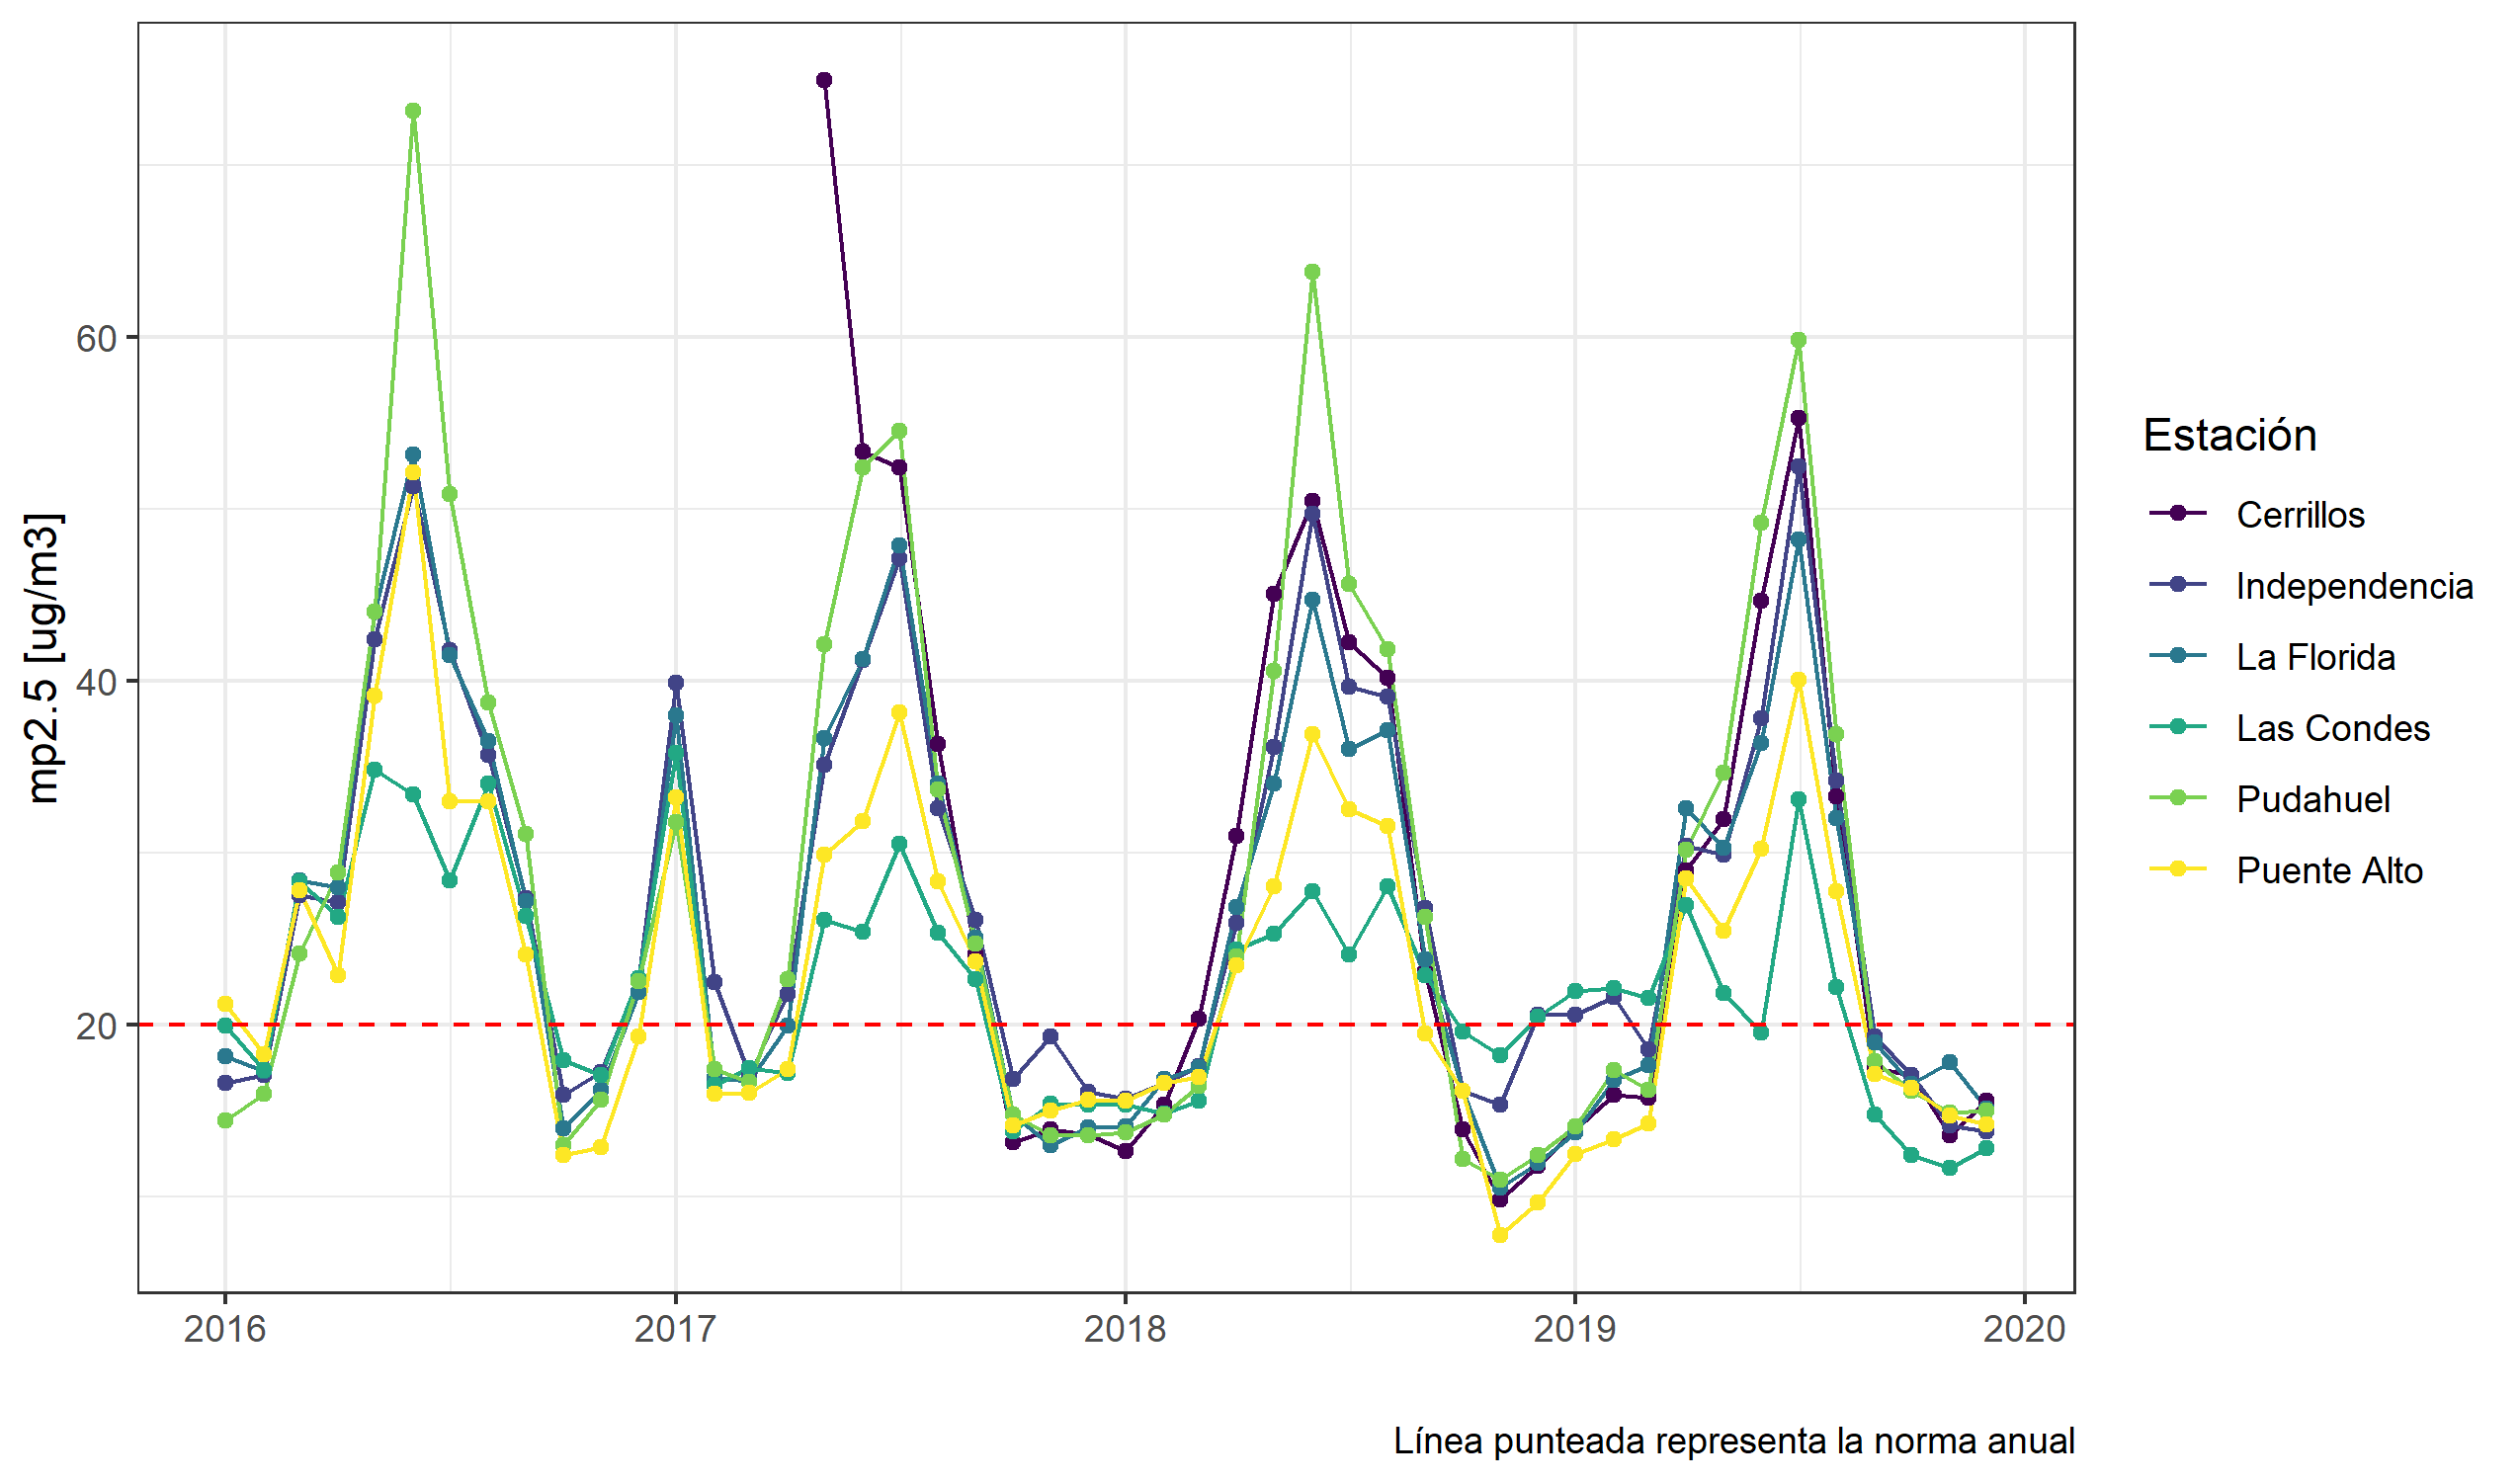 mp2.5 [ug/m3]
60
40
20
2016
2017
2018
2019
2020
Estación
Cerrillos
Independencia
La Florida
Las Condes
Pudahuel
Puente Alto
Línea punteada representa la norma anual